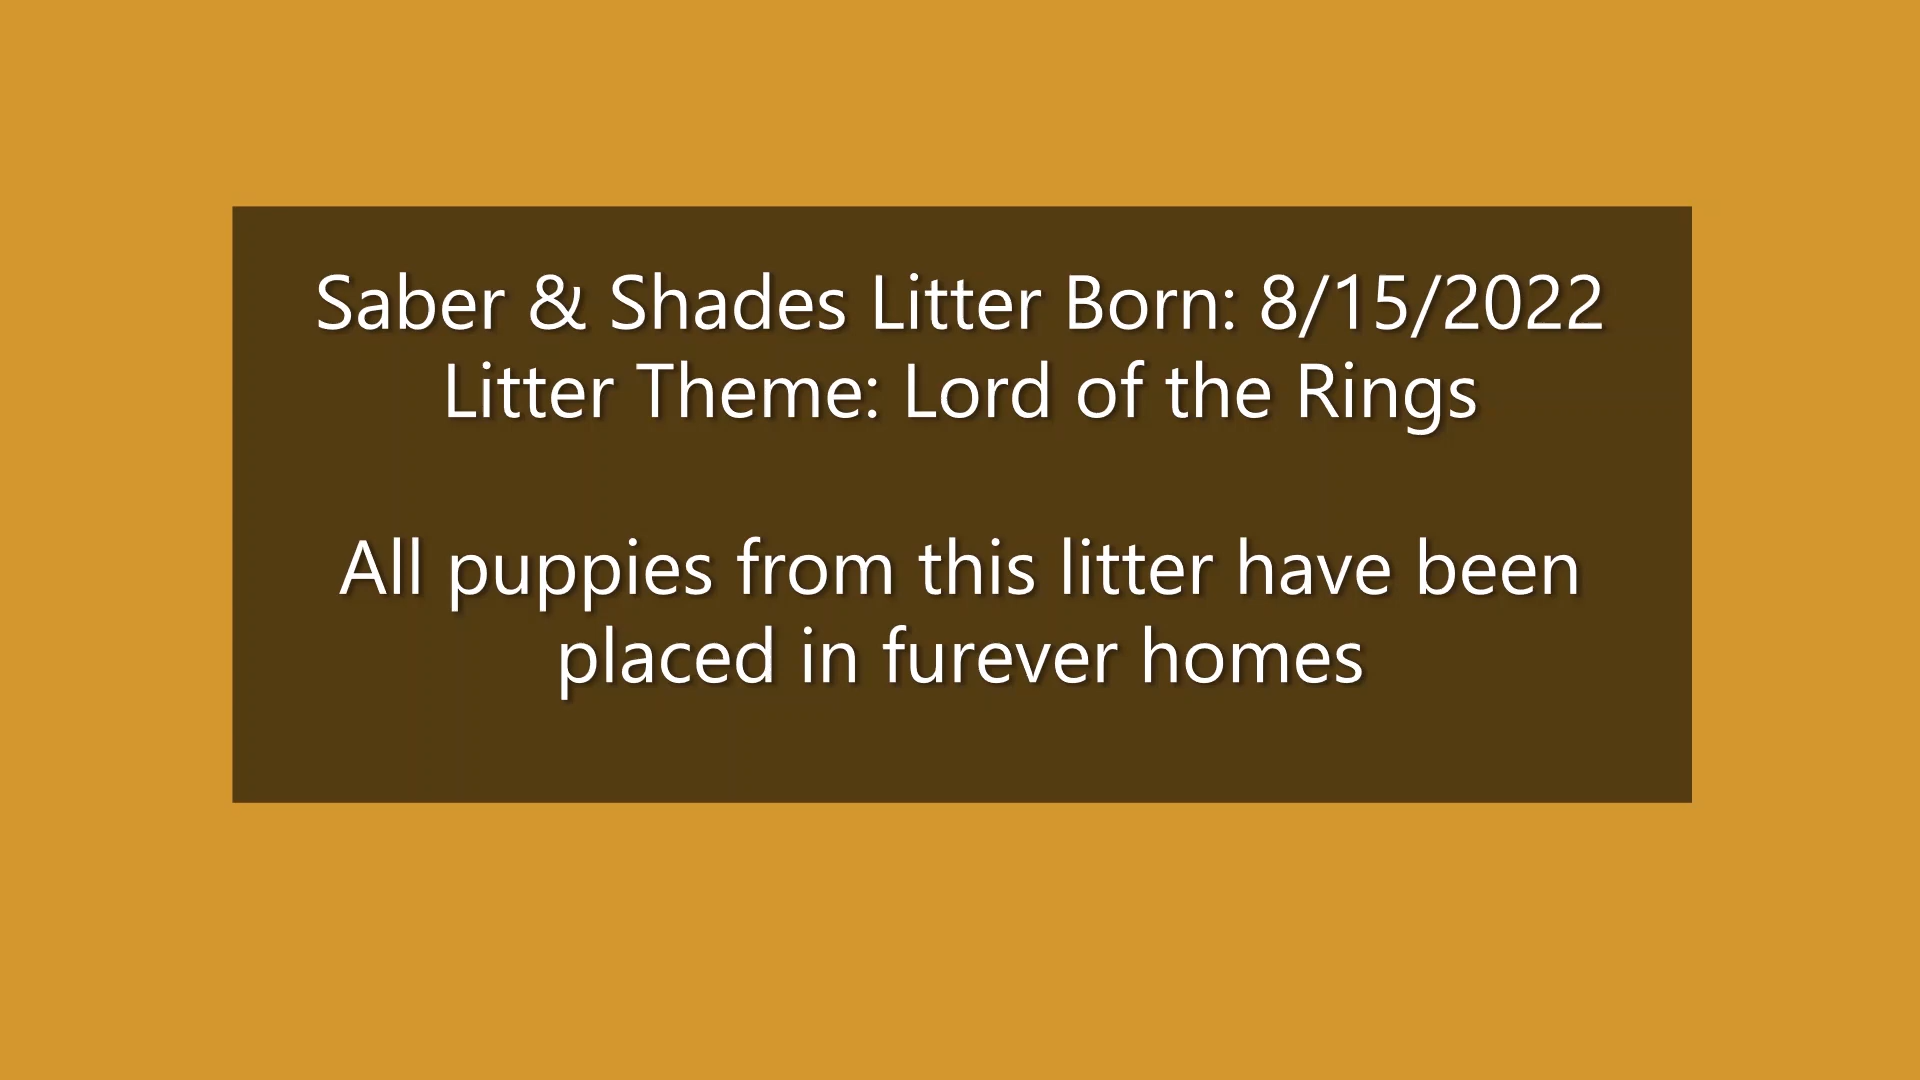 Saber & Shades Litter Born: 8/15/2022
Litter Theme: Lord of the Rings
All puppies from this litter have been
placed in furever homes